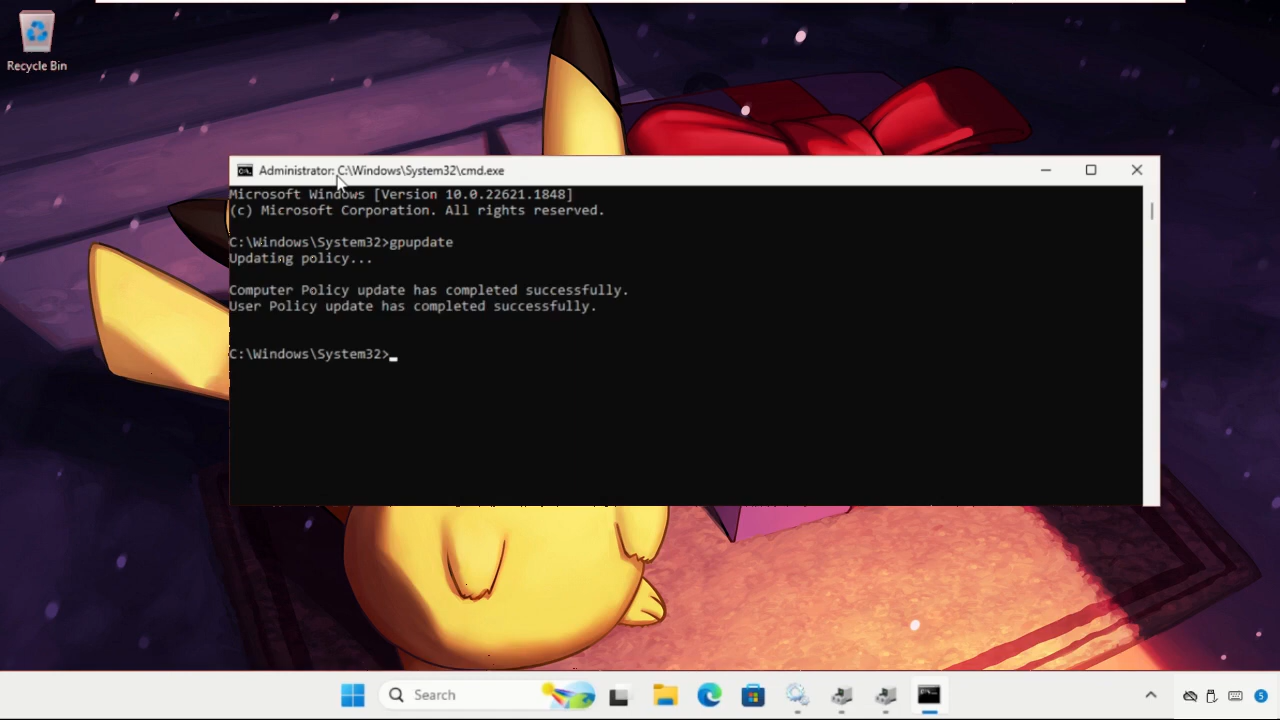 Recycle Bin
Administrator: C:\Windows\System32\cmd.exe
Microsoft Windows [Version 10.0.22621.1848]
(c) Microsoft Corporation. All rights reserved.
C:\Windows\System32>gpupdate
Updating policy...
Computer Policy update has completed successfully.
User Policy update has completed successfully.
C:\Windows\System32>
Search
5